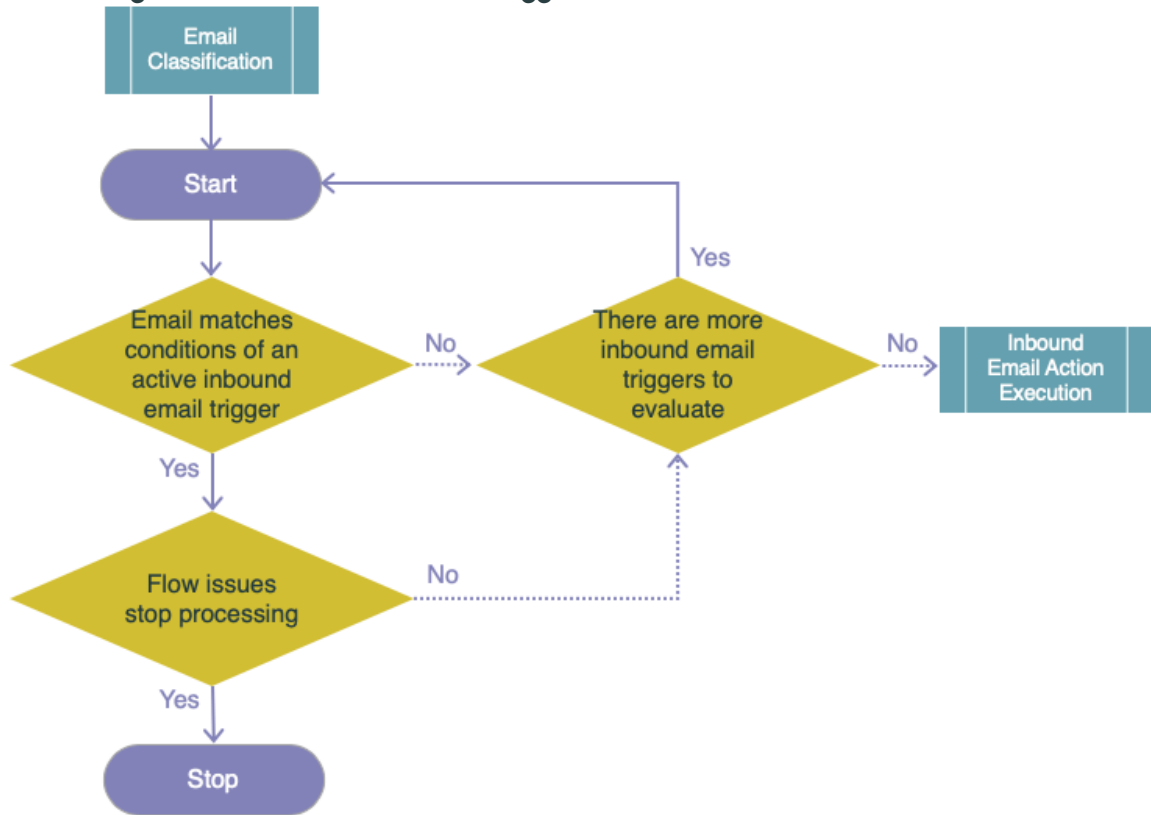 Email
Classification
Start
Yes
Email matches
conditions of an
active inbound
email trigger
No
There are more
inbound email
triggers to
evaluate
No
Inbound
Email Action
Execution
Yes
Flow issues
stop processing
No
Yes
Stop